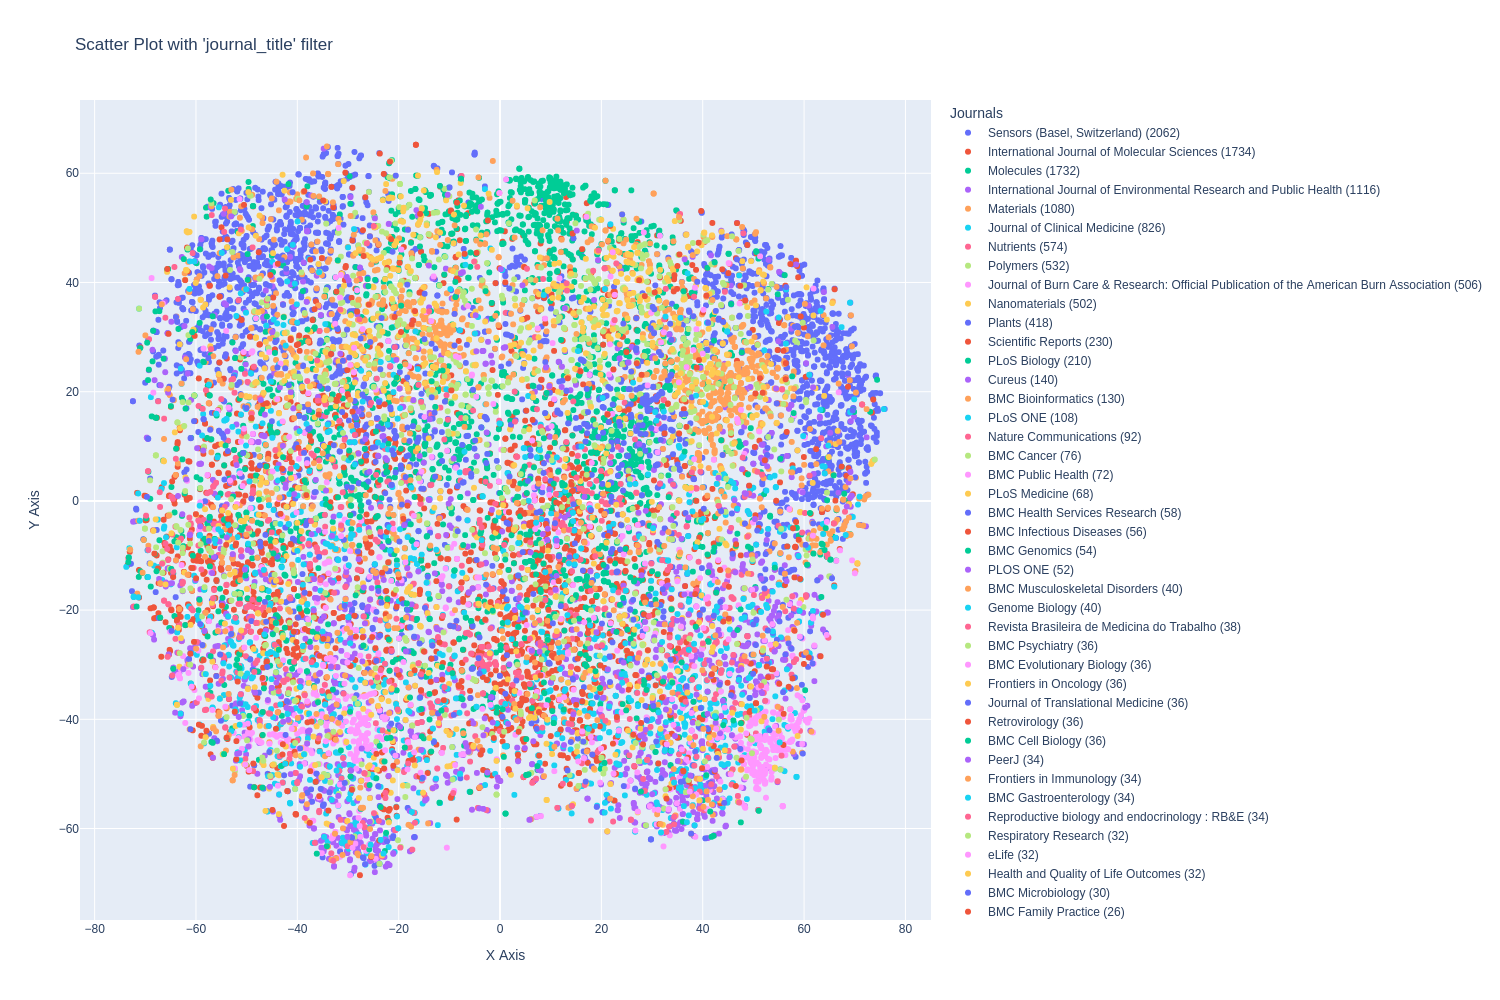 Scatter Plot with 'journal_title' filter
Journals
Sensors (Basel, Switzerland) (2062)
International Journal of Molecular Sciences (1734)
Molecules (1732)
International Journal of Environmental Research and Public Health (1116)
Materials (1080)
Journal of Clinical Medicine (826)
Nutrients (574)
Polymers (532)
Journal of Burn Care & Research: Official Publication of the American Burn Association (506)
Nanomaterials (502)
Plants (418)
Scientific Reports (230)
PLoS Biology (210)
Cureus (140)
BMC Bioinformatics (130)
PLoS ONE (108)
Nature Communications (92)
BMC Cancer (76)
BMC Public Health (72)
PLoS Medicine (68)
BMC Health Services Research (58)
BMC Infectious Diseases (56)
BMC Genomics (54)
PLOS ONE (52)
BMC Musculoskeletal Disorders (40)
Genome Biology (40)
Revista Brasileira de Medicina do Trabalho (38)
BMC Psychiatry (36)
BMC Evolutionary Biology (36)
Frontiers in Oncology (36)
Journal of Translational Medicine (36)
Retrovirology (36)
BMC Cell Biology (36)
PeerJ (34)
Frontiers in Immunology (34)
BMC Gastroenterology (34)
Reproductive biology and endocrinology : RB&E (34)
Respiratory Research (32)
eLife (32)
Health and Quality of Life Outcomes (32)
BMC Microbiology (30)
BMC Family Practice (26)
60
40
20
0
−20
−40
−60
Y Axis
−80 −60 −40 −20 0 20 40 60 80
X Axis